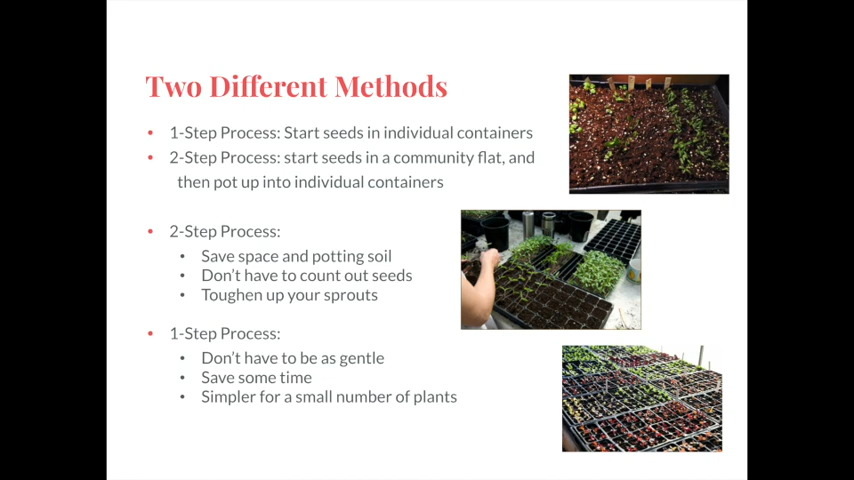 Two Different Methods
• 1-Step Process: Start seeds in individual containers
• 2-Step Process: start seeds in a community flat, and
then pot up into individual containers
• 2-Step Process:
• Save space and potting soil
• Don't have to count out seeds
• Toughen up your sprouts
• 1-Step Process:
• Don't have to be as gentle
• Save some time
• Simpler for a small number of plants